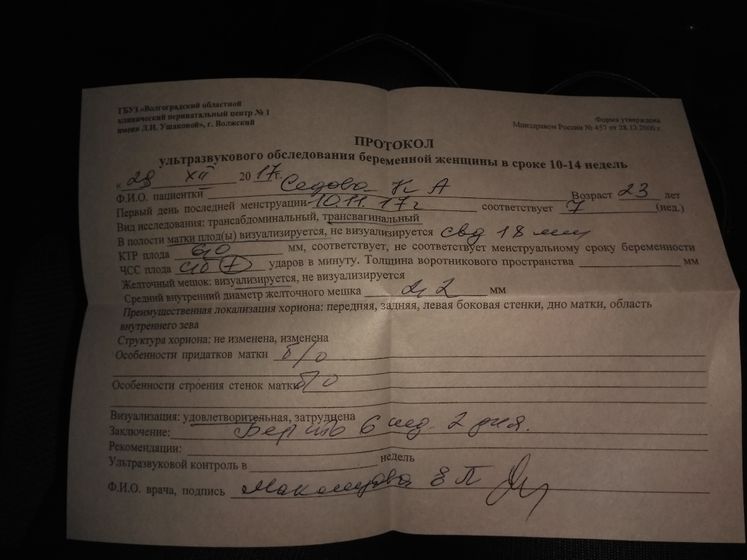 ГБУЗ «Волгоградский областной
клинический перинатальный центр № 1
имени Л.И. Ушаковой», г. Волжский
Форма утверждена
Минздравом России № 457 от 28.12.2000 г.
ПРОТОКОЛ
ультразвукового обследования беременной женщины в сроке 10-14 недель
« 28 XII 2017г.
Ф.И.О. пациентки Седова Н А Возраст 23 лет
Первый день последней менструации 10.11.17г соответствует 7 (нед.)
Вид исследования: трансабдоминальный, трансвагинальный
В полости матки плод(ы) визуализируется, не визуализируется свд 18 мм
КТР плода мм, соответствует, не соответствует менструальному сроку беременности
ЧСС плода ударов в минуту. Толщина воротникового пространства мм
Желточный мешок: визуализируется, не визуализируется
Средний внутренний диаметр желточного мешка мм
Преимущественная локализация хориона: передняя, задняя, левая боковая стенки, дно матки, область
внутреннего зева
Структура хориона: не изменена, изменена
Особенности придатков матки б/о
Особенности строения стенок матки б/о
Визуализация: удовлетворительная, затруднена
Заключение: Бер ть 6 нед. 2 дня.
Рекомендации:
Ультразвуковой контроль в недель
Ф.И.О. врача, подпись Е П